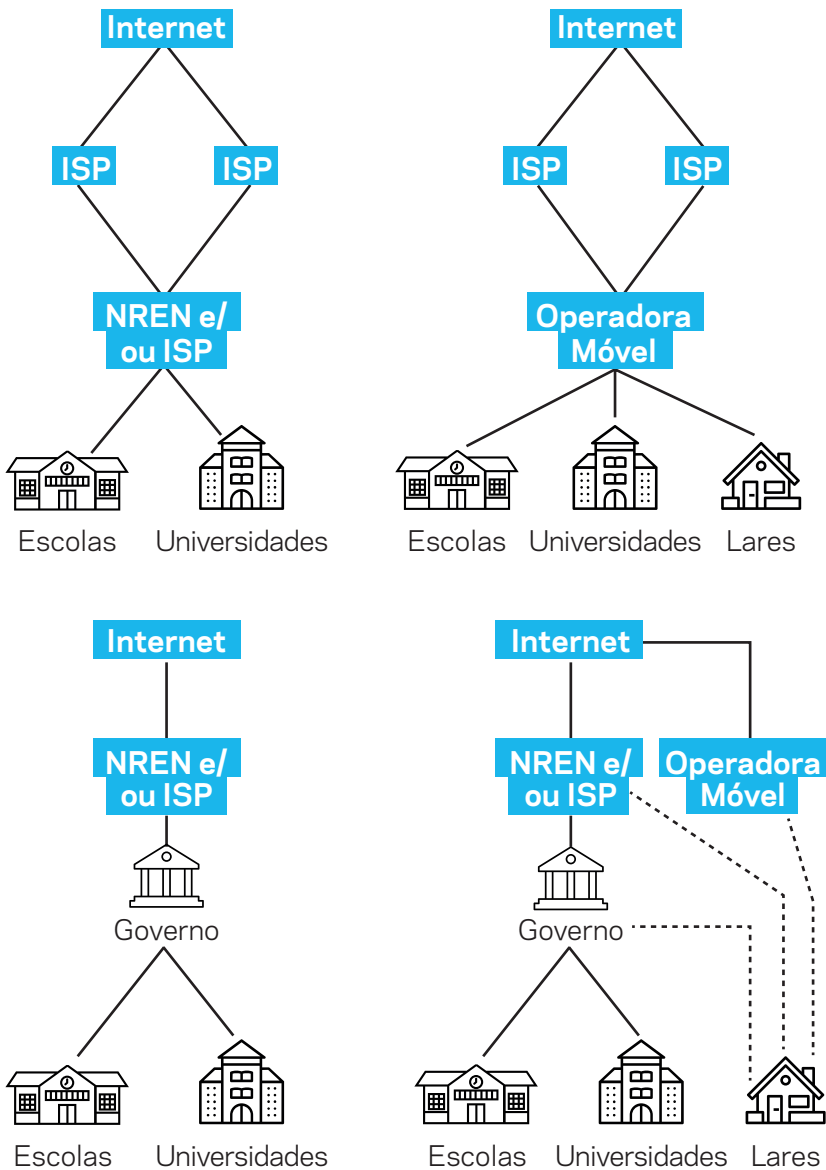 Internet
ISP
ISP
NREN e/
ou ISP
Escolas
Universidades
Internet
ISP
ISP
Operadora
Móvel
Escolas
Universidades
Lares
Internet
NREN e/
ou ISP
Governo
Escolas
Universidades
Internet
NREN e/
ou ISP
Operadora
Móvel
Governo
Escolas
Universidades
Lares